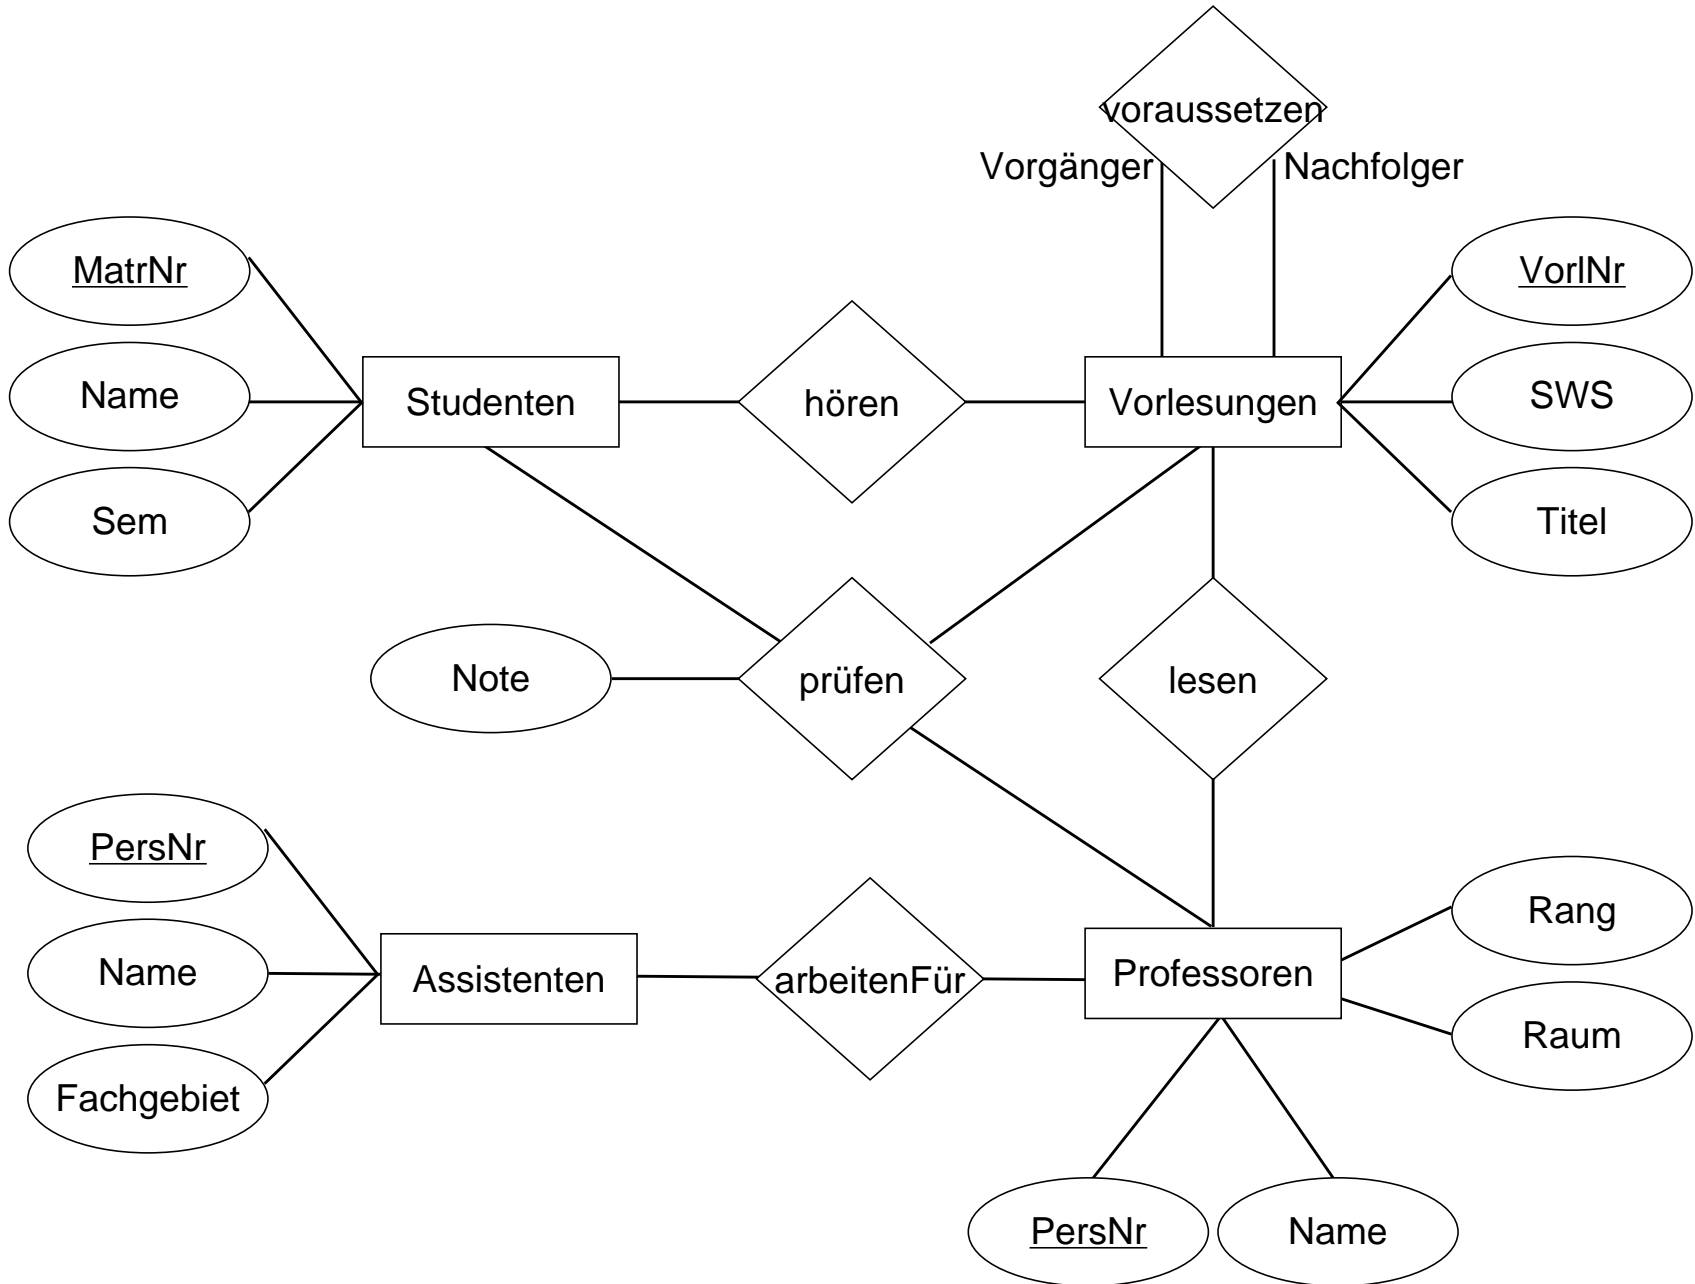 voraussetzen
Vorgänger
Nachfolger
MatrNr
VorlNr
Name
SWS
Studenten
hören
Vorlesungen
Sem
Titel
Note
prüfen
lesen
PersNr
Rang
Name
Assistenten
arbeitenFür
Professoren
Raum
Fachgebiet
PersNr
Name